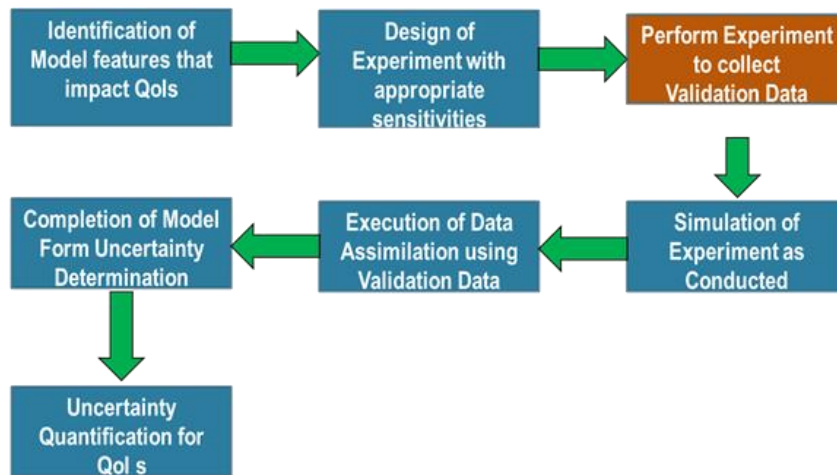 Identification of
Model features that
impact QoIs
Design of
Experiment with
appropriate
sensitivities
Perform Experiment
to collect
Validation Data
Simulation of
Experiment as
Conducted
Execution of Data
Assimilation using
Validation Data
Completion of Model
Form Uncertainty
Determination
Uncertainty
Quantification for
QoI s